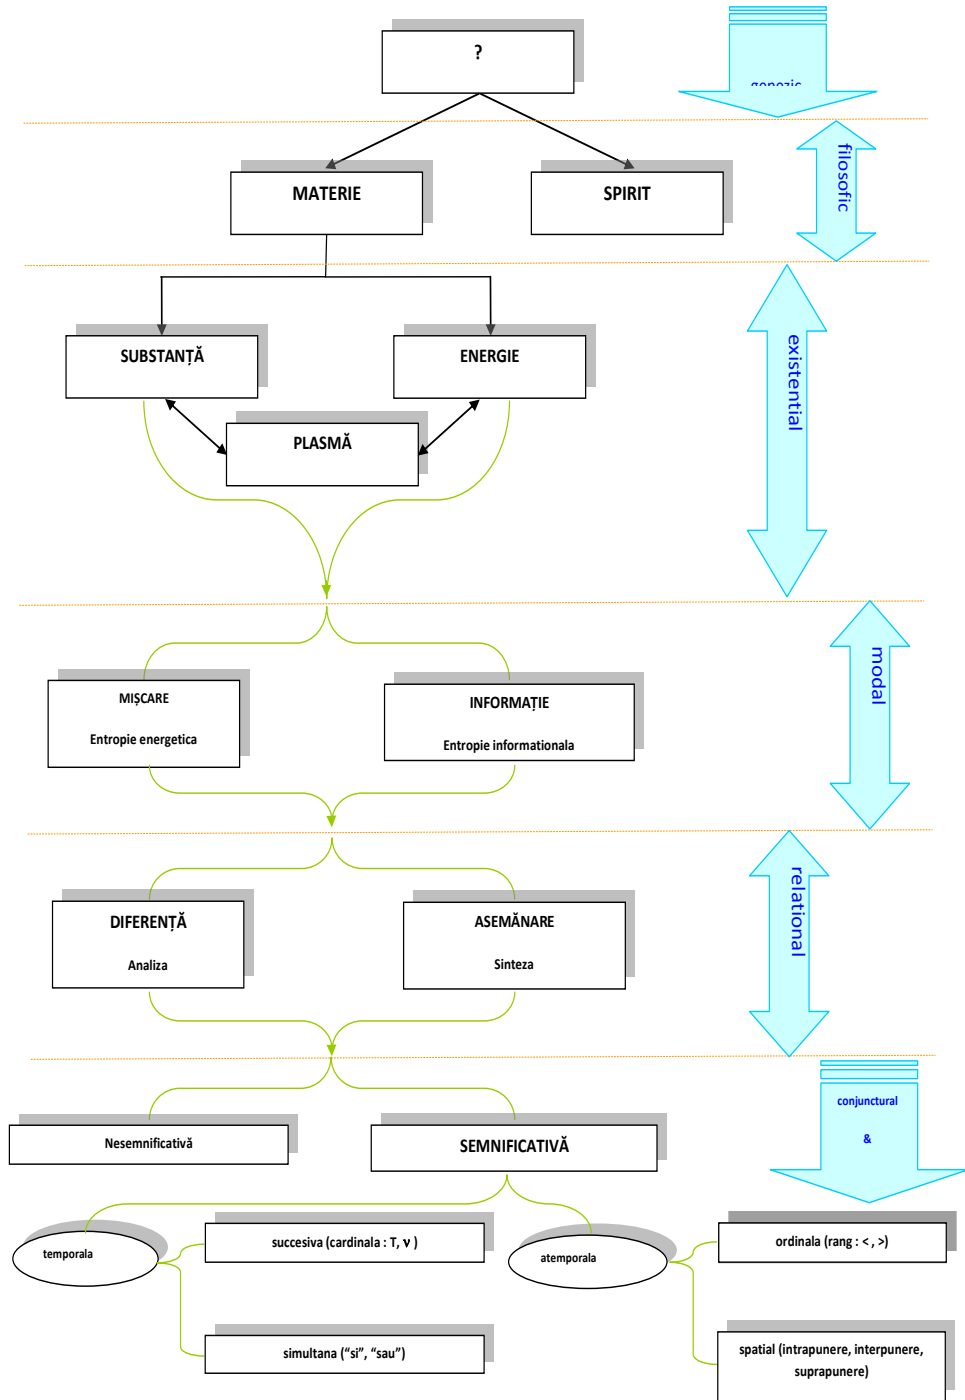 ?
genezic
MATERIE
SPIRIT
filosofic
SUBSTANȚĂ
ENERGIE
PLASMĂ
existential
MIȘCARE
Entropie energetica
INFORMAȚIE
Entropie informationala
modal
DIFERENȚĂ
Analiza
ASEMĂNARE
Sinteza
relational
Nesemnificativă
SEMNIFICATIVĂ
conjunctural
&
temporala
succesiva (cardinala : T, ν )
simultana (“si”, “sau”)
atemporala
ordinala (rang : < , >)
spatial (intrapunere, interpunere,
suprapunere)